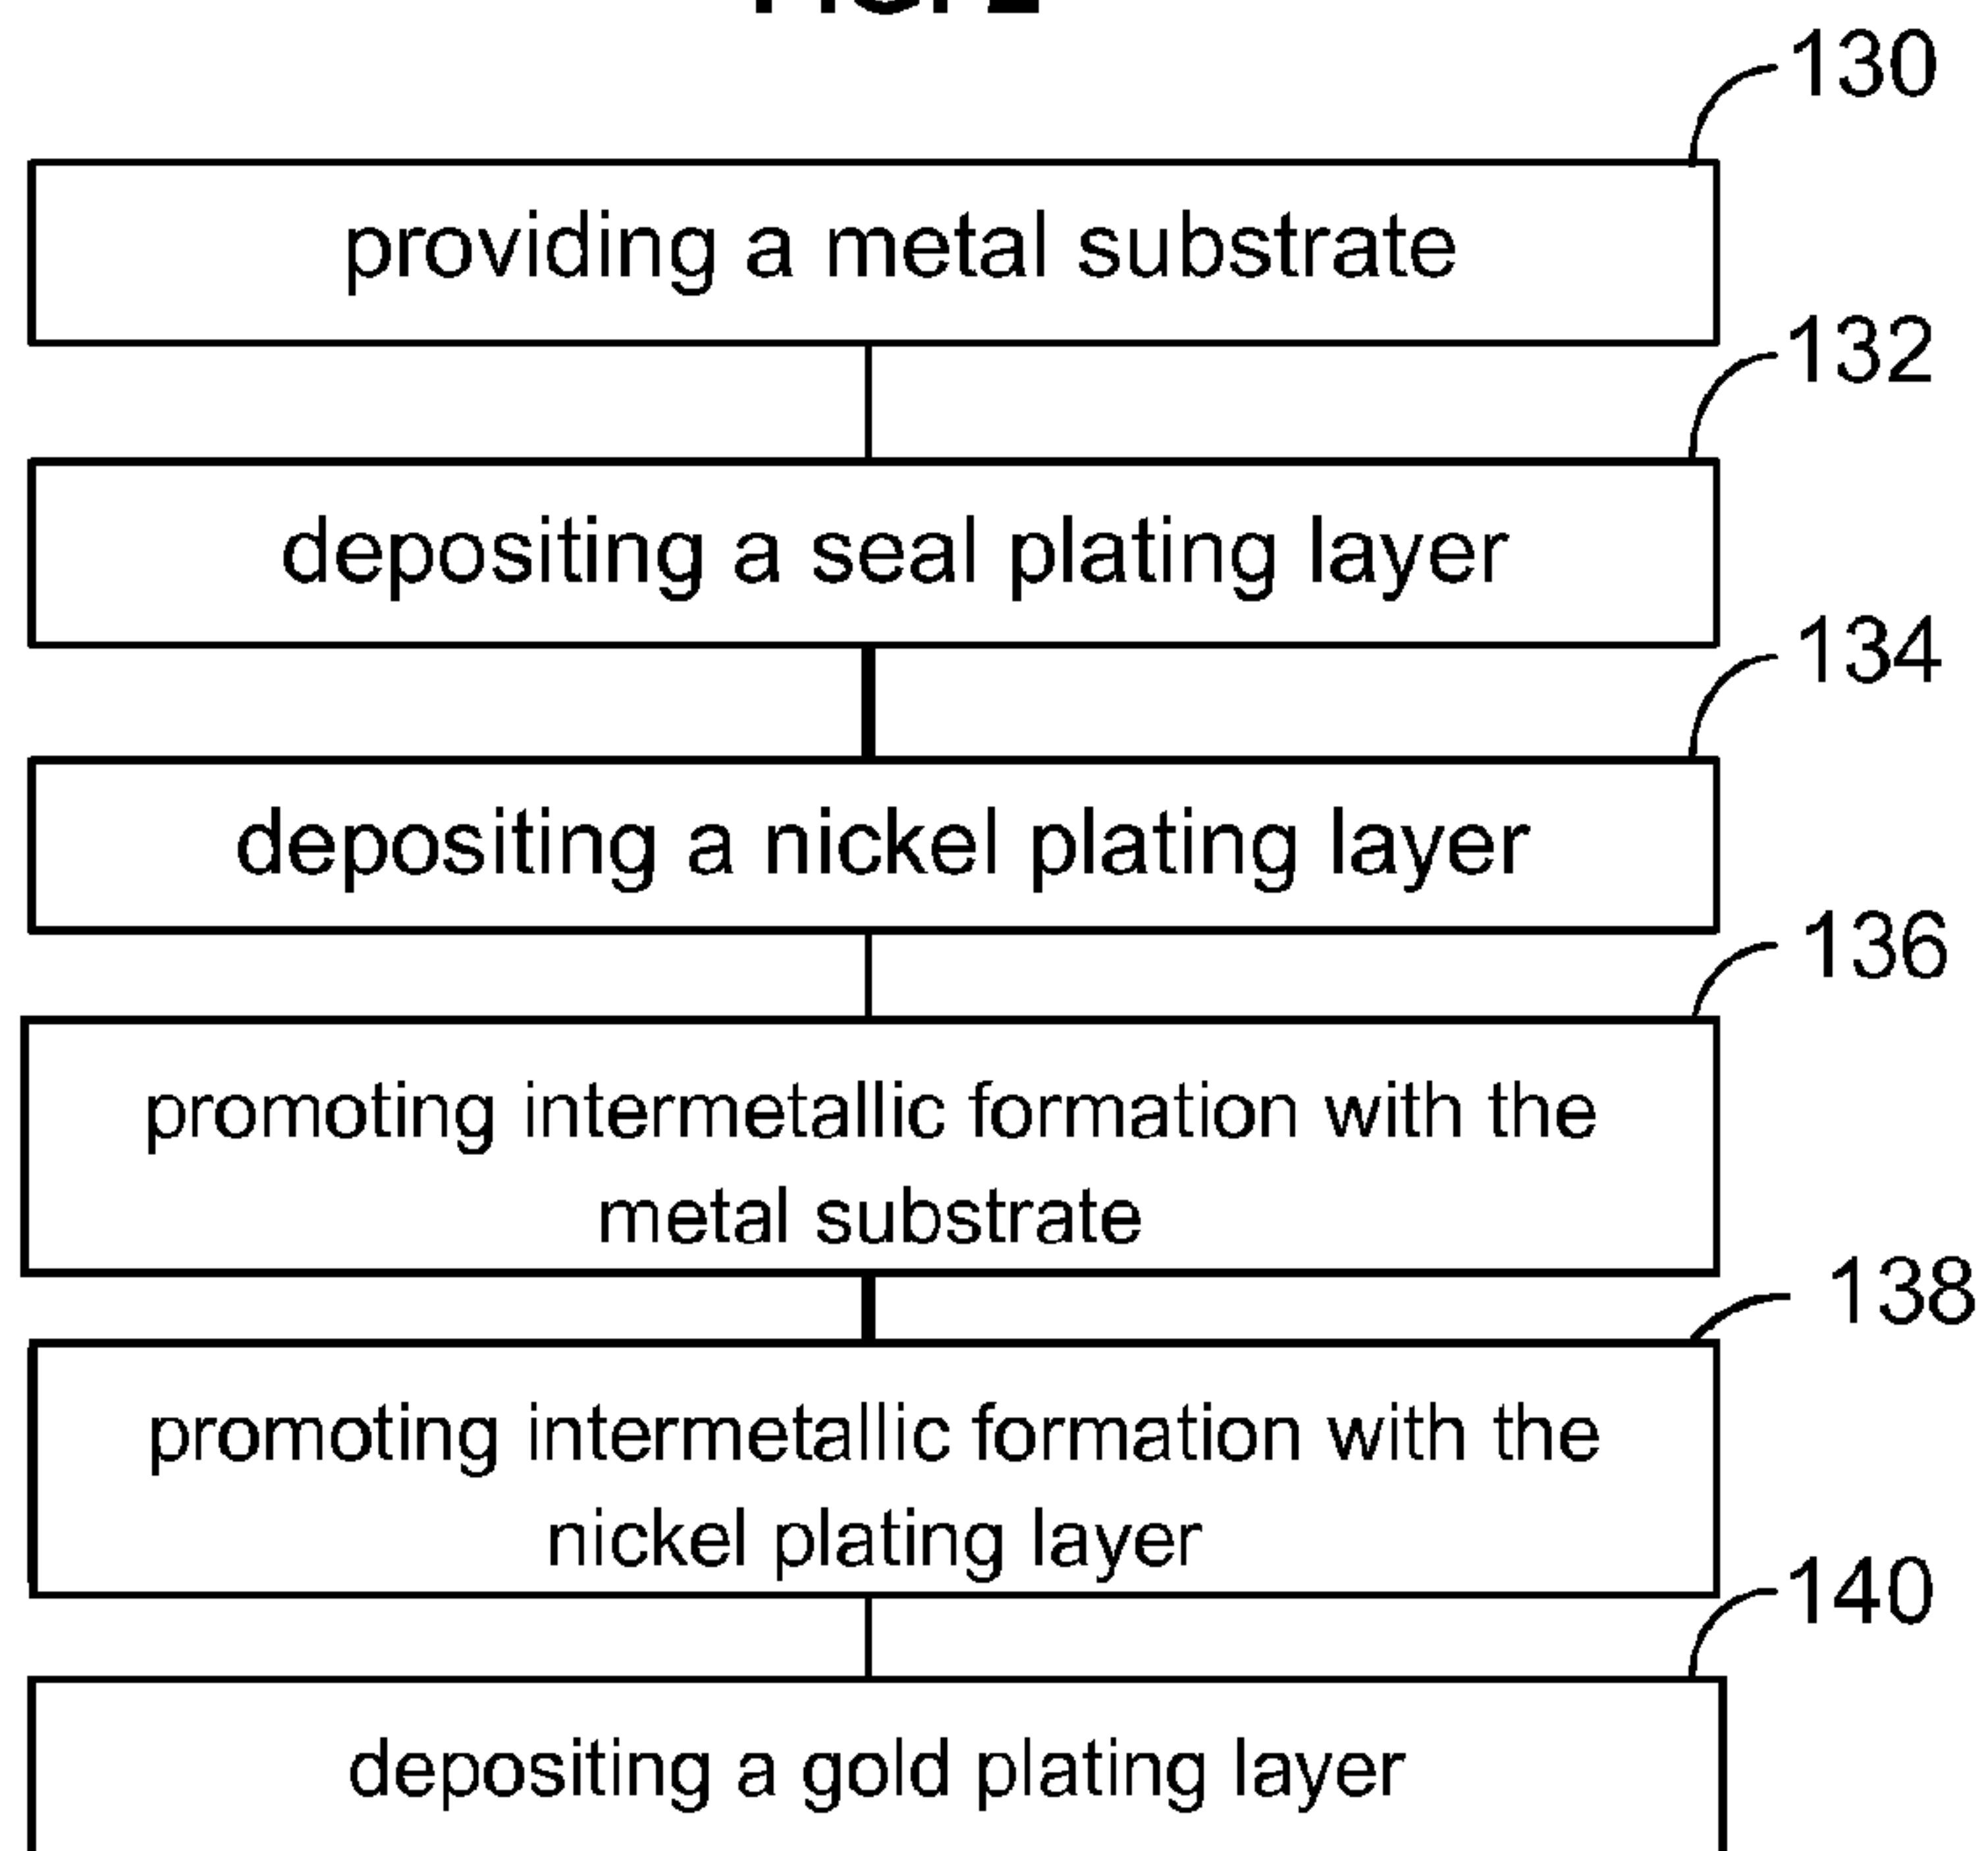 130
providing a metal substrate
132
depositing a seal plating layer
134
depositing a nickel plating layer
136
promoting intermetallic formation with the
metal substrate
138
promoting intermetallic formation with the
nickel plating layer
140
depositing a gold plating layer